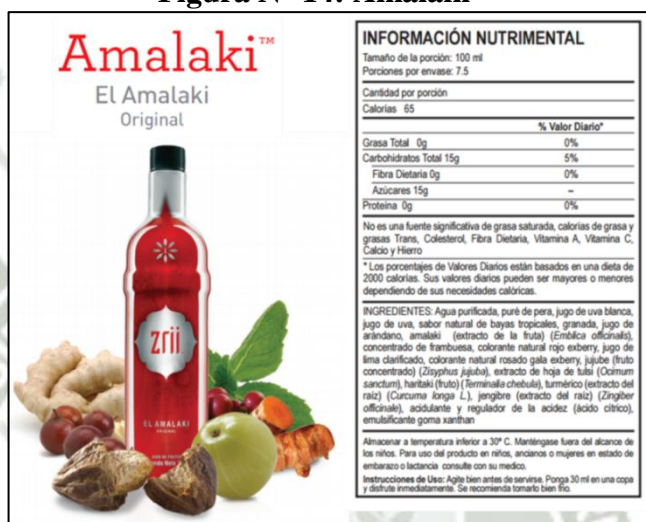 Amalaki™
El Amalaki
Original
zrii
EL AMALAKI
ORIGINAL
INFORMACIÓN NUTRIMENTAL
Tamaño de la porción: 100 ml
Porciones por envase: 7.5
Cantidad por porción
Calorías 65
% Valor Diario*
Grasa Total 0g 0%
Carbohidratos Total 15g 5%
Fibra Dietaria 0g 0%
Azúcares 15g –
Proteína 0g 0%
No es una fuente significativa de grasa saturada, calorías de grasa y
grasas Trans, Colesterol, Fibra Dietaria, Vitamina A, Vitamina C,
Calcio y Hierro
* Los porcentajes de Valores Diarios están basados en una dieta de
2000 calorías. Sus valores diarios pueden ser mayores o menores
dependiendo de sus necesidades calóricas.
INGREDIENTES: Agua purificada, puré de pera, jugo de uva blanca,
jugo de uva, sabor natural de bayas tropicales, granada, jugo de
arándano, amalaki (extracto de la fruta) (Emblica officinalis),
concentrado de frambuesa, colorante natural rojo exberry, jugo de
lima clarificado, colorante natural rosado gala exberry, jujube (fruto
concentrado) (Zisyphus jujuba), extracto de hoja de tulsi (Ocimum
sanctum), haritaki (fruto) (Terminalia chebula), turmérico (extracto del
raiz) (Curcuma longa L.), jengibre (extracto del raiz) (Zingiber
officinale), acidulante y regulador de la acidez (ácido cítrico),
emulsificante goma xanthan
Almacenar a temperatura inferior a 30ª C. Manténgase fuera del alcance de
los niños. Para uso del producto en niños, ancianos o mujeres en estado de
embarazo o lactancia consulte con su medico.
Instrucciones de Uso: Agite bien antes de servirse. Ponga 30 ml en una copa
y disfrute inmediatamente. Se recomienda tomarlo bien frio.